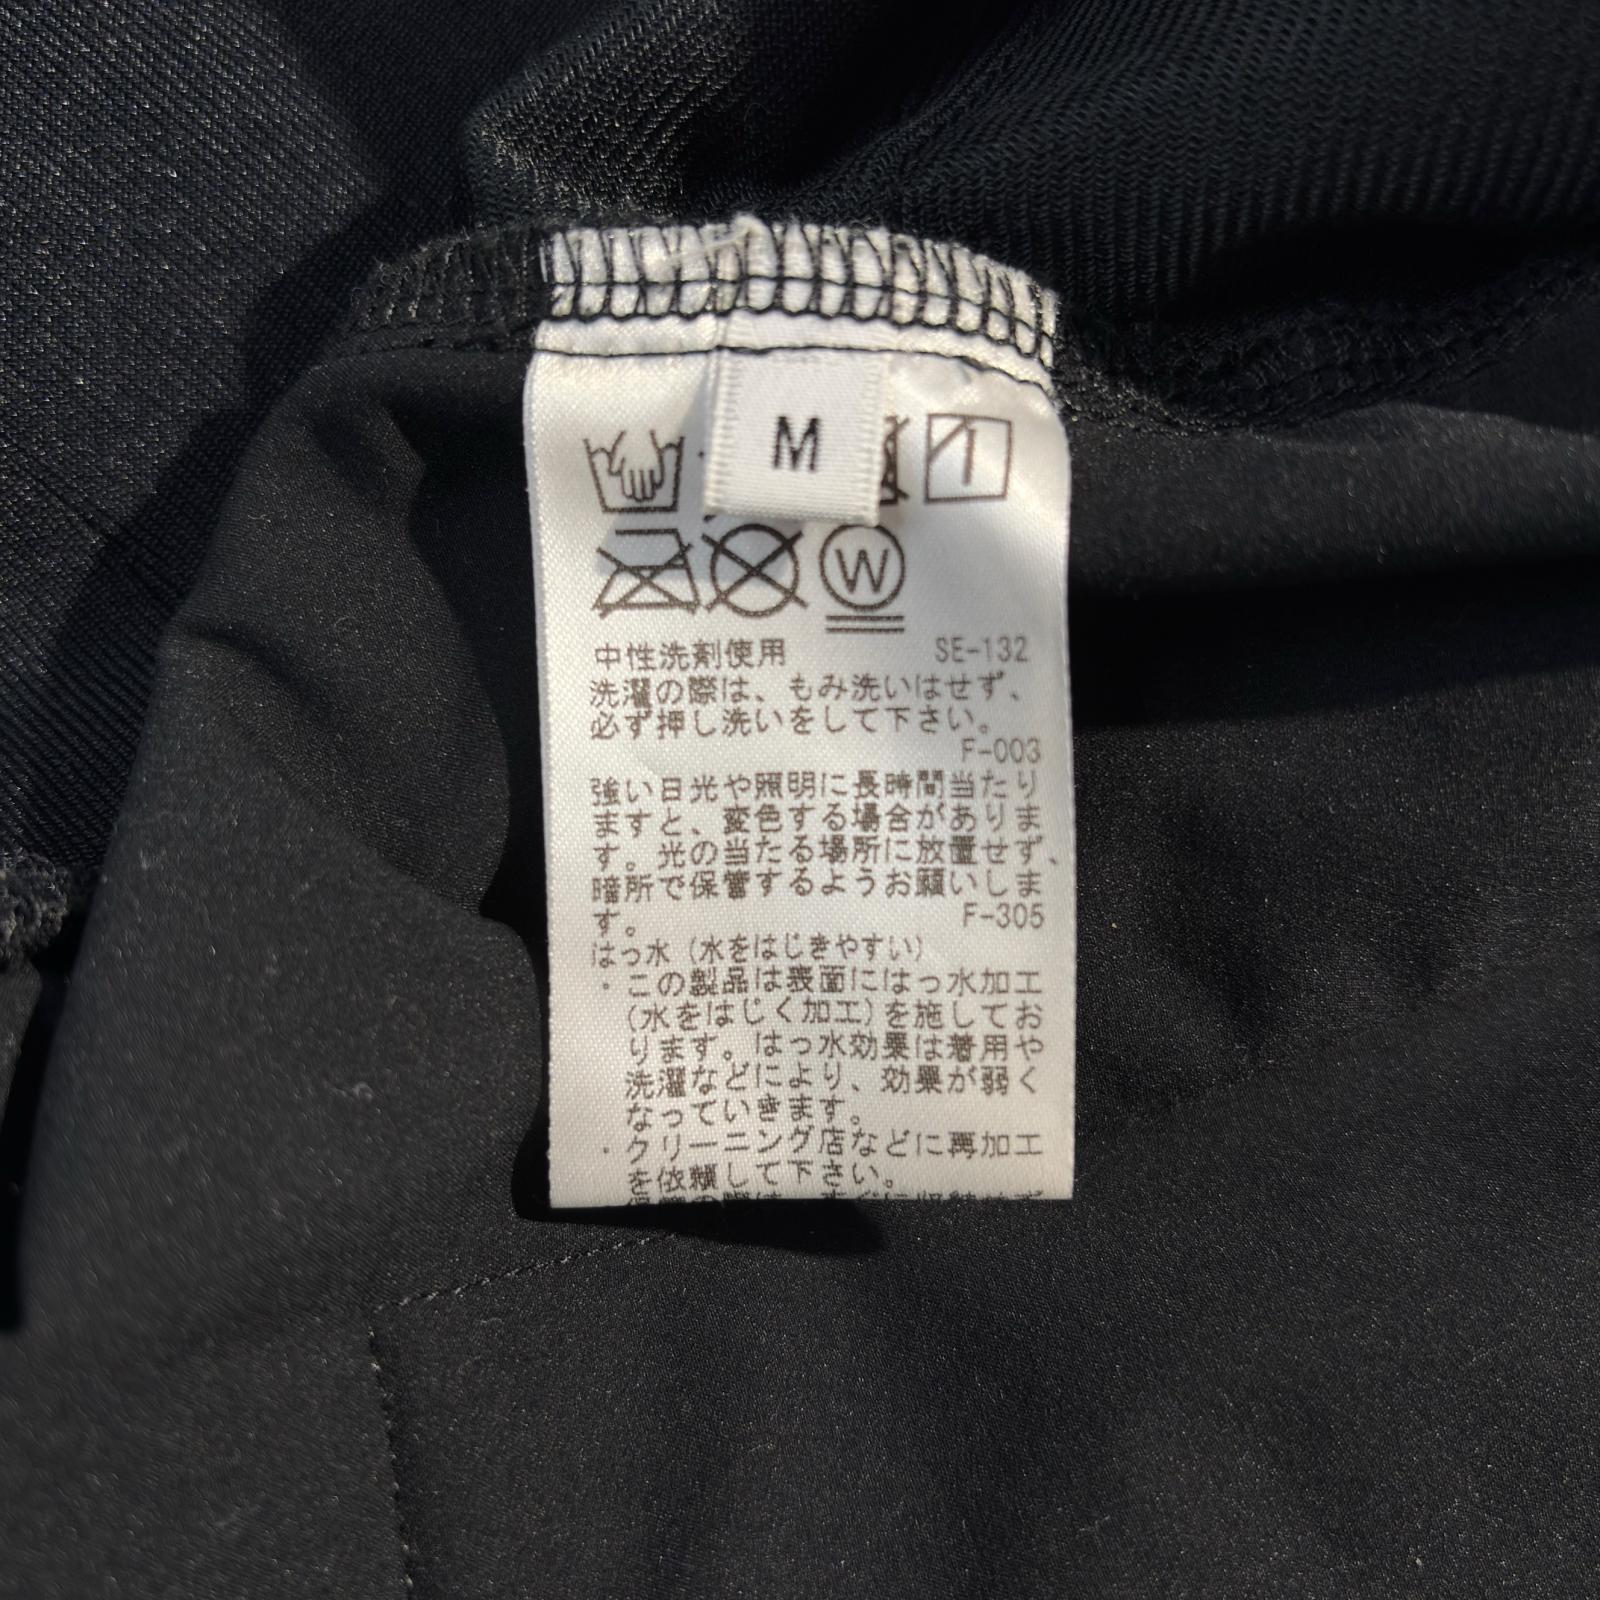 M
W
中性洗剤使用 SE-132
洗濯の際は、もみ洗いはせず、
必ず押し洗いをして下さい。
F-003
強い日光や照明に長時間当たり
ますと、変色する場合がありま
す。光の当たる場所に放置せず、
暗所で保管するようお願いしま
す。 F-305
はっ水（水をはじきやすい）
・この製品は表面にはっ水加工
(水をはじく加工)を施してお
ります。はっ水効果は着用や
洗濯などにより、効果が弱く
なっていきます。
・クリーニング店などに再加工
を依頼して下さい。